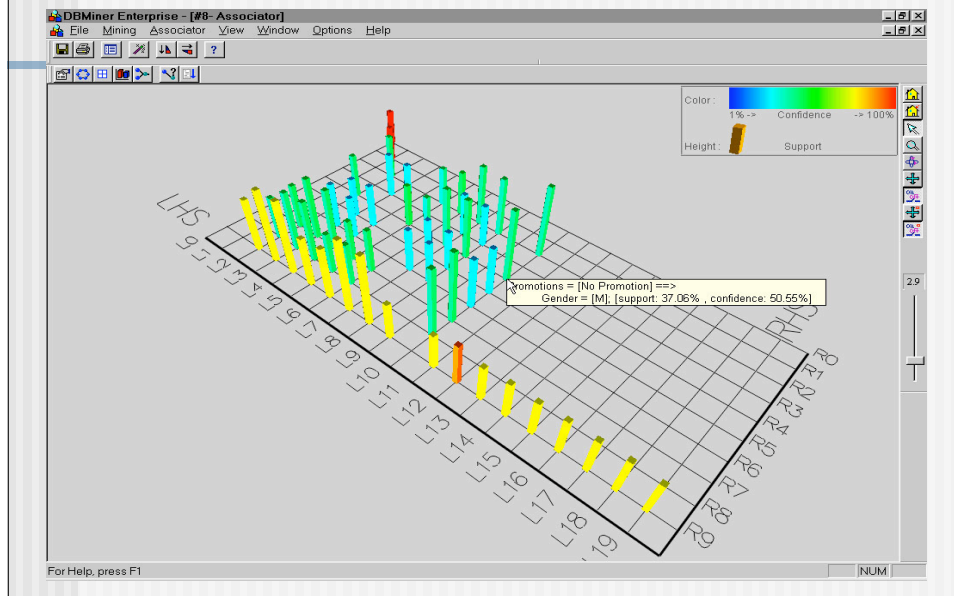 DBMiner Enterprise - [#8- Associator]
File Mining Associator View Window Options Help
Color :
1% -> Confidence -> 100%
Height : Support
LHS
L0
L1
L2
L3
L4
L5
L6
L7
L8
L9
L10
L11
L12
L13
L14
L15
L16
L17
L18
L19
2.9
romotions = [No Promotion] ==>
Gender = [M]; [support: 37.06% , confidence: 50.55%]
RHS
R0
R1
R2
R3
R4
R5
R6
R7
R8
R9
For Help, press F1
NUM